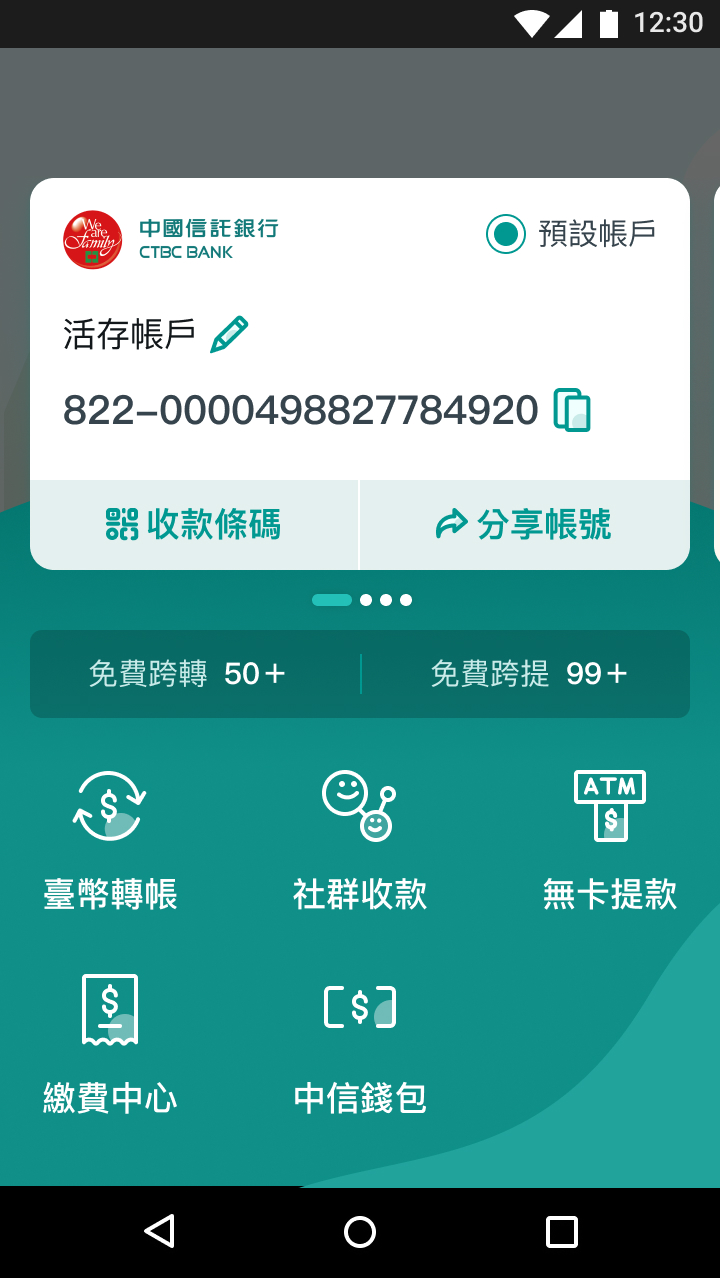 12:30
We are Family
中國信託銀行
CTBC BANK
預設帳戶
活存帳戶
822-0000498827784920
收款條碼
分享帳號
免費跨轉 50+
免費跨提 99+
$
ATM
$
臺幣轉帳
社群收款
無卡提款
$
$
繳費中心
中信錢包